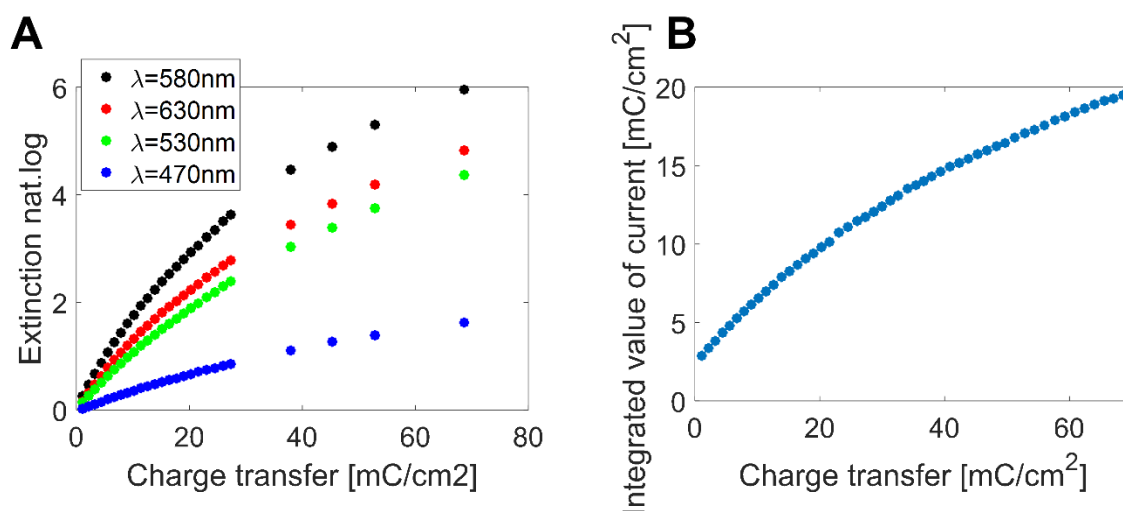 A
λ=580nm
λ=630nm
λ=530nm
λ=470nm
Extinction nat.log
0
2
4
6
0
20
40
60
80
Charge transfer [mC/cm2]
B
Integrated value of current [mC/cm²]
0
5
10
15
20
0
20
40
60
Charge transfer [mC/cm²]